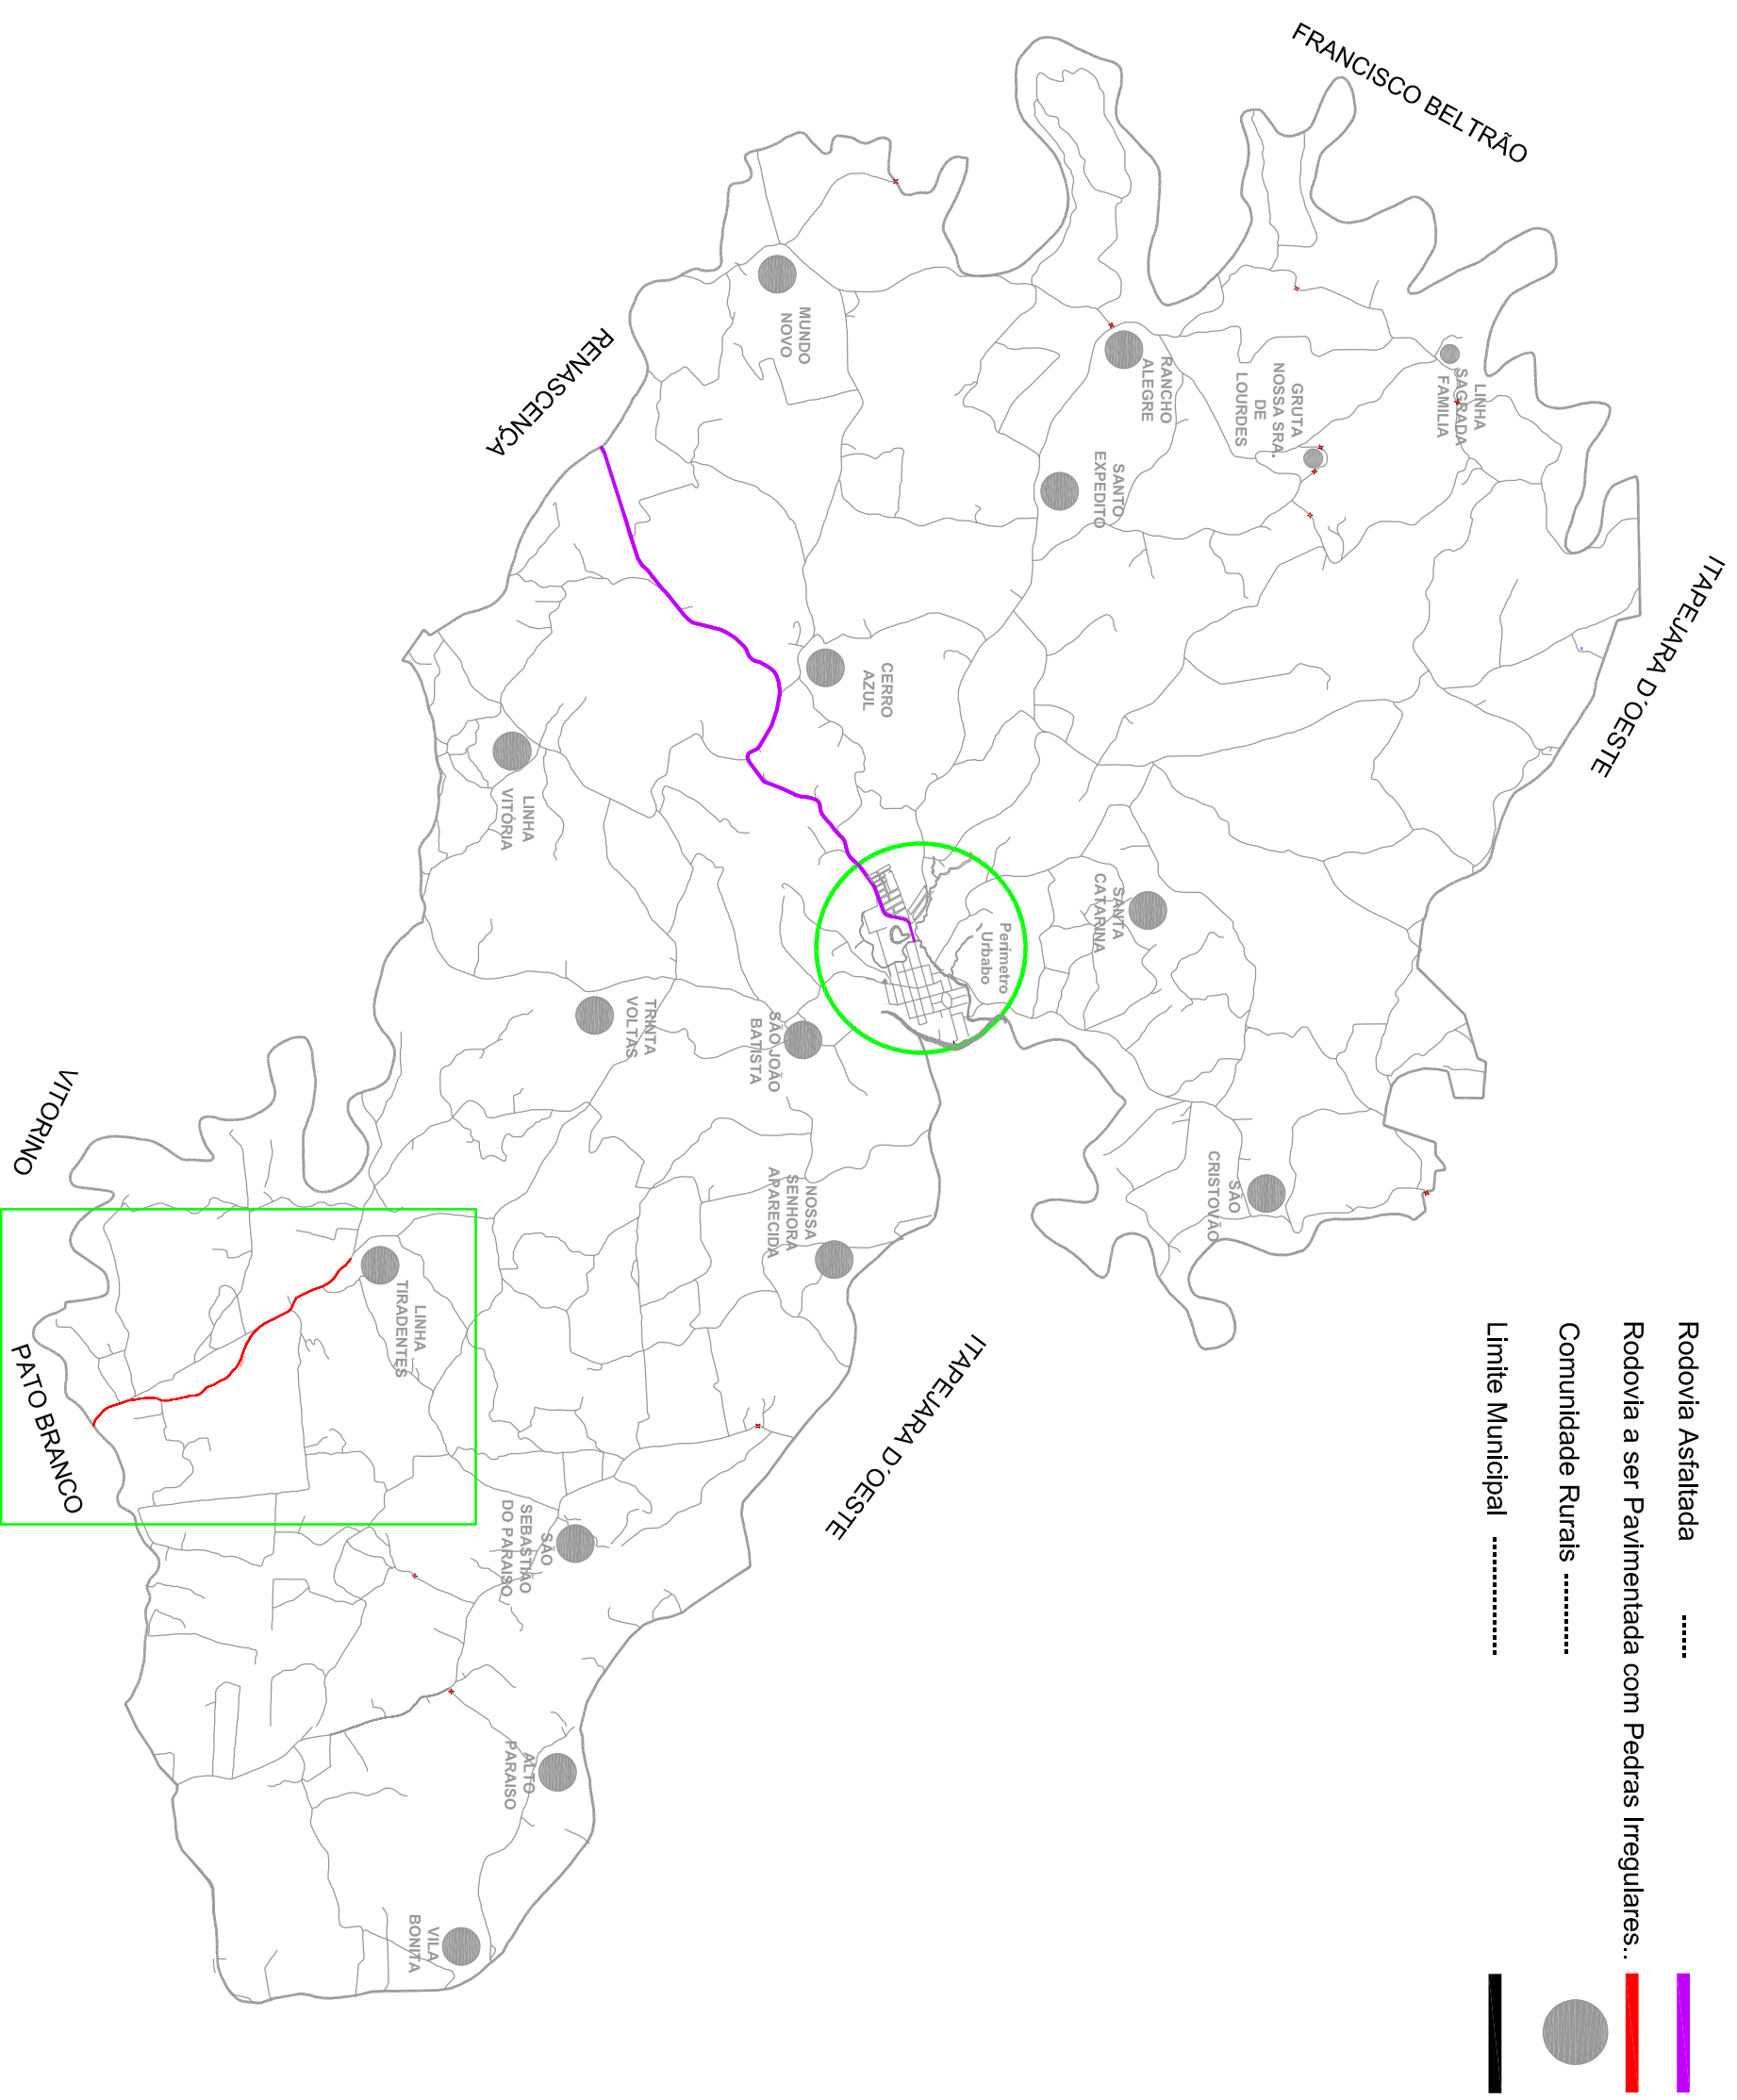 FRANCISCO BELTRÃO
ITAPEJARA D´OESTE
LINHA
SAGRADA
FAMILIA
GRUTA
NOSSA SRA.
DE
LOURDES
RANCHO
ALEGRE
SANTO
EXPEDITO
MUNDO
NOVO
RENASCENÇA
CERRO
AZUL
LINHA
VITÓRIA
SANTA
CATARINA
Perímetro
Urbabo
TRINTA
VOLTAS
SÃO JOÃO
BATISTA
SÃO
CRISTOVÃO
NOSSA
SENHORA
APARECIDA
VITORINO
LINHA
TIRADENTES
PATO BRANCO
ITAPEJARA D´OESTE
SÃO
SEBASTIÃO
DO PARAISO
ALTO
PARAISO
VILA
BONITA
Rodovia Asfaltada ------
Rodovia a ser Pavimentada com Pedras Irregulares..
Comunidade Rurais -----------
Limite Municipal ----------------